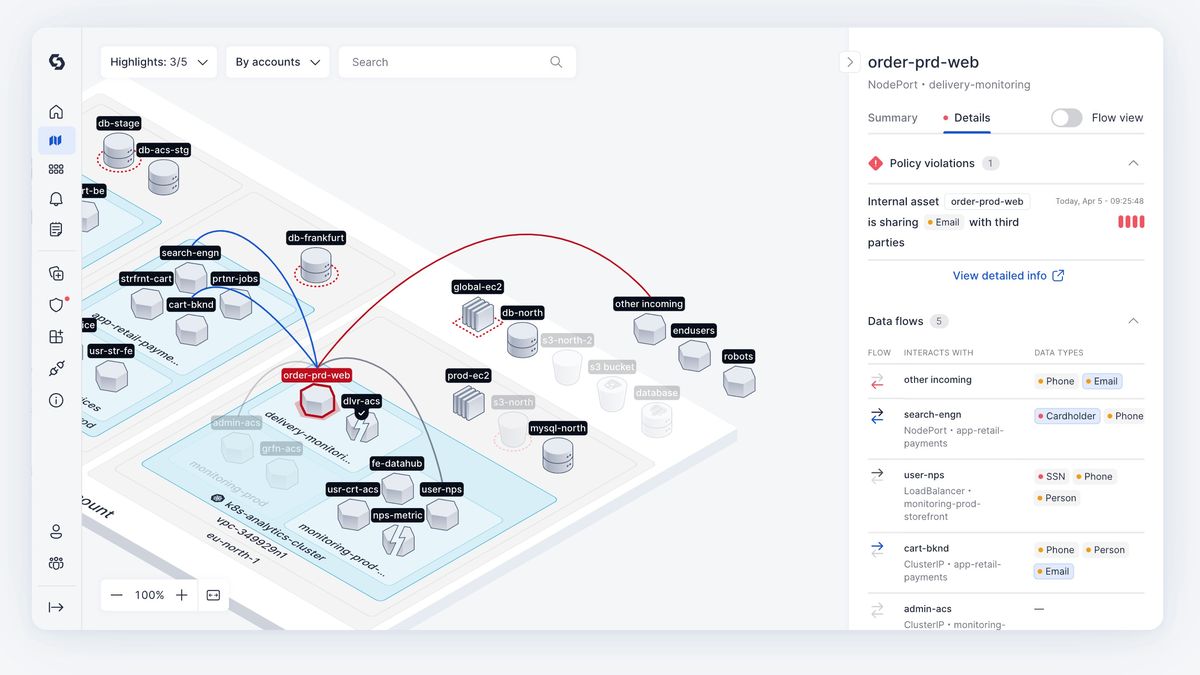 Highlights: 3/5
By accounts
Search
db-stage
db-acs-stg
rt-be
search-engn
db-frankfurt
strfrnt-cart
prtnr-jobs
cart-bknd
app-retail-payme...
ice
usr-str-fe
ices
od
order-prd-web
dlvr-acs
admin-acs
grfn-acs
delivery-monitori...
monitoring-prod
fe-datahub
usr-crt-acs
user-nps
nps-metric
k8s-analytics-cluster
vpc-349929n1
eu-north-1
monitoring-prod-...
ount
global-ec2
db-north
s3-north-2
s3 bucket
database
prod-ec2
s3-north
mysql-north
other incoming
endusers
robots
100%
order-prd-web
NodePort • delivery-monitoring
Summary
Details
Flow view
Policy violations 1
Internal asset order-prod-web
Today, Apr 5 - 09:25:48
is sharing Email with third
parties
View detailed info
Data flows 5
FLOW INTERACTS WITH DATA TYPES
other incoming
Phone Email
search-engn
NodePort • app-retail-
payments
Cardholder Phone
user-nps
LoadBalancer •
monitoring-prod-
storefront
SSN Phone
Person
cart-bknd
ClusterIP • app-retail-
payments
Phone Person
Email
admin-acs
ClusterIP • monitoring-
—